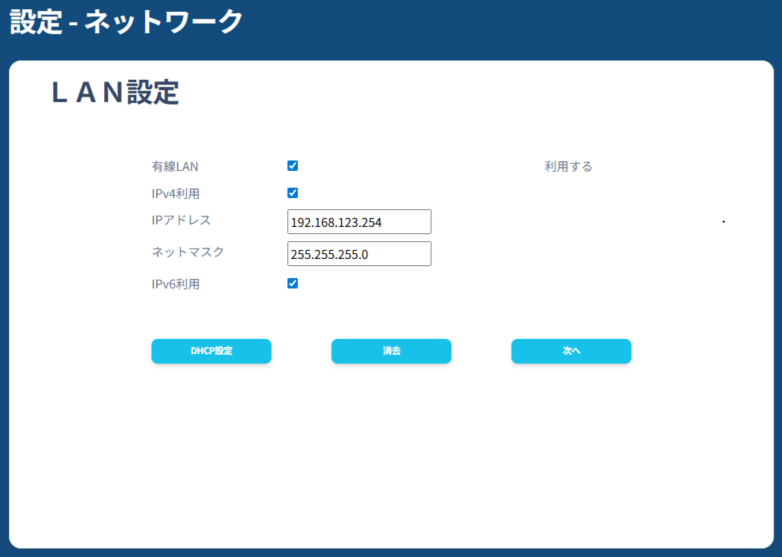 設定 - ネットワーク
ＬＡＮ設定
有線LAN 利用する
IPv4利用
IPアドレス 192.168.123.254
ネットマスク 255.255.255.0
IPv6利用
DHCP設定 消去 次へ